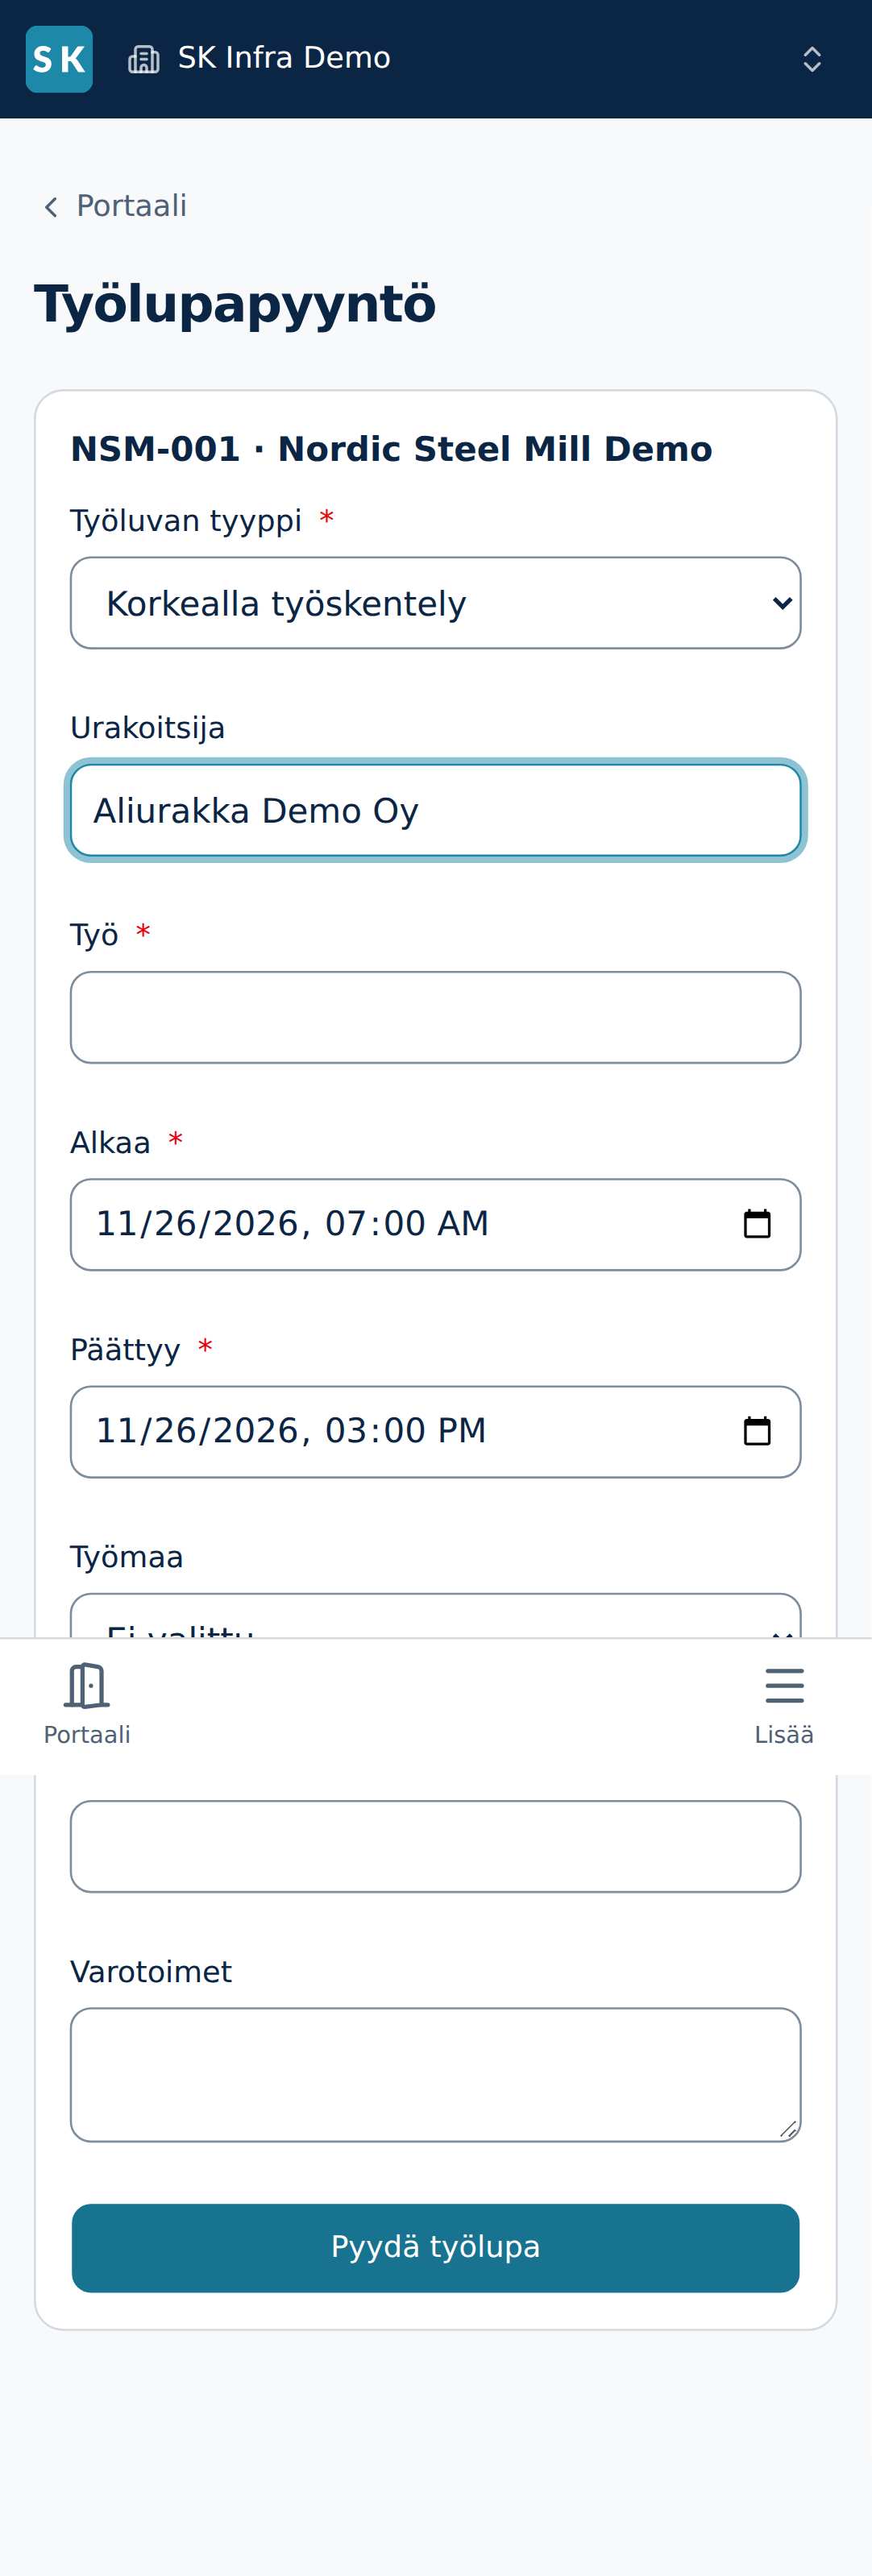 SK
SK Infra Demo
Portaali
Työlupapyyntö
NSM-001 · Nordic Steel Mill Demo
Työluvan tyyppi *
Korkealla työskentely
Urakoitsija
Aliurakka Demo Oy
Työ *
Alkaa *
11/26/2026, 07:00 AM
Päättyy *
11/26/2026, 03:00 PM
Työmaa
Ei valittu
Portaali
Lisää
Varotoimet
Pyydä työlupa